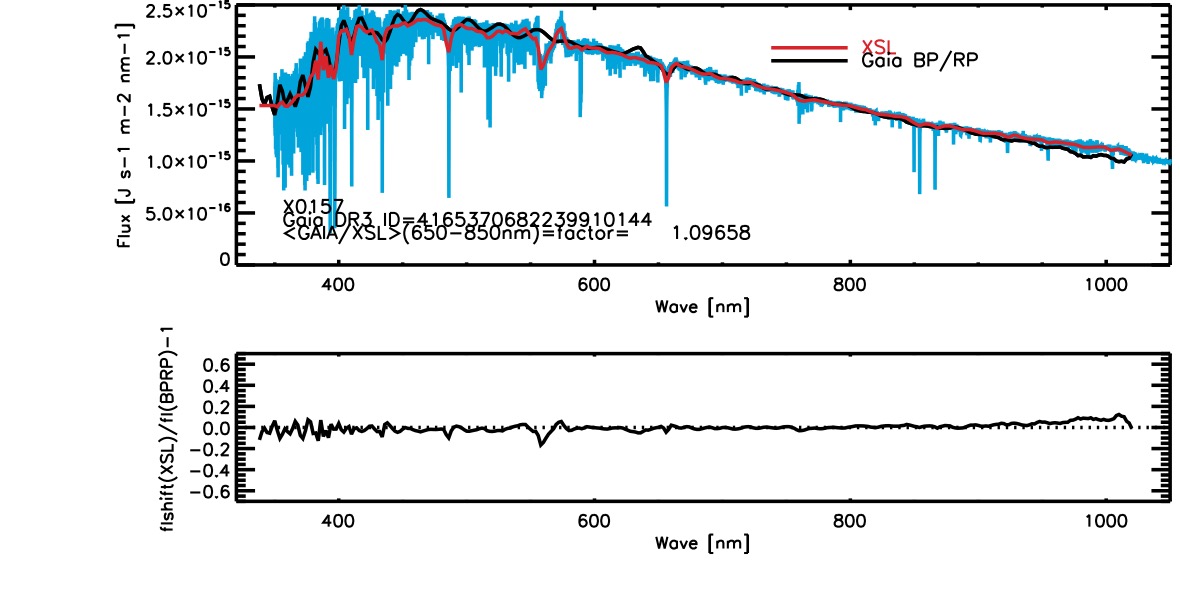 2.5×10⁻¹⁵
2.0×10⁻¹⁵
1.5×10⁻¹⁵
1.0×10⁻¹⁵
5.0×10⁻¹⁶
0
Flux [J s−1 m−2 nm−1]
XSL
Gaia BP/RP
X0157
Gaia DR3 ID=4165370682239910144
<GAIA/XSL>(650−850nm)=factor= 1.09658
400 600 800 1000
Wave [nm]
0.6
0.4
0.2
0.0
−0.2
−0.4
−0.6
flshift(XSL)/fl(BPRP)−1
400 600 800 1000
Wave [nm]